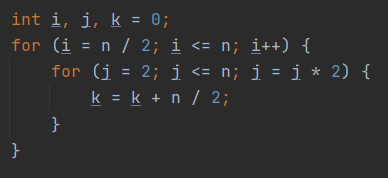 int i, j, k = 0;
for (i = n / 2; i <= n; i++) {
for (j = 2; j <= n; j = j * 2) {
k = k + n / 2;
}
}